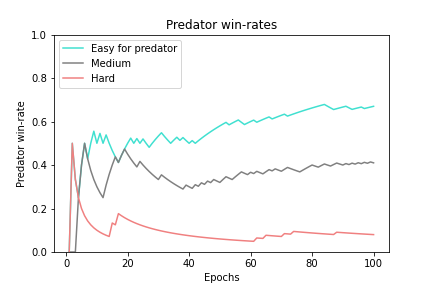 Predator win-rates
Easy for predator
Medium
Hard
Predator win-rate
1.0
0.8
0.6
0.4
0.2
0.0
0
20
40
60
80
100
Epochs